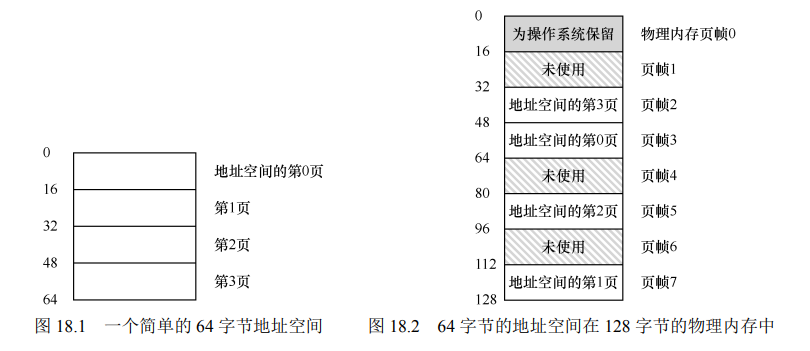 0
16
32
48
64
地址空间的第0页
第1页
第2页
第3页
图 18.1 一个简单的 64 字节地址空间
0
16
32
48
64
80
96
112
128
为操作系统保留 物理内存页帧0
未使用 页帧1
地址空间的第3页 页帧2
地址空间的第0页 页帧3
未使用 页帧4
地址空间的第2页 页帧5
未使用 页帧6
地址空间的第1页 页帧7
图 18.2 64 字节的地址空间在 128 字节的物理内存中